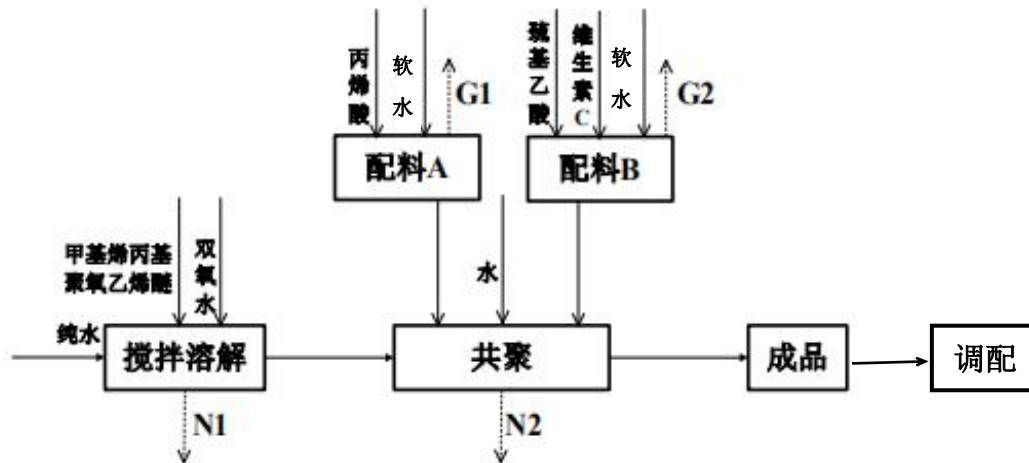 丙烯酸
软水
G1
巯基乙酸
维生素C
软水
G2
配料A
配料B
甲基烯丙基
聚氧乙烯醚
双氧水
水
纯水
搅拌溶解
共聚
成品
调配
N1
N2